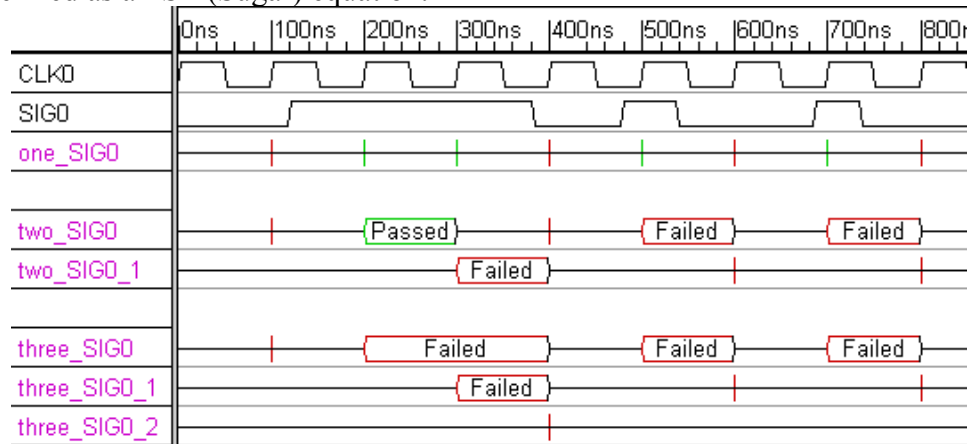 0ns 100ns 200ns 300ns 400ns 500ns 600ns 700ns
CLK0
SIG0
one_SIG0
two_SIG0 Passed Failed Failed
two_SIG0_1 Failed
three_SIG0 Failed Failed Failed
three_SIG0_1 Failed
three_SIG0_2